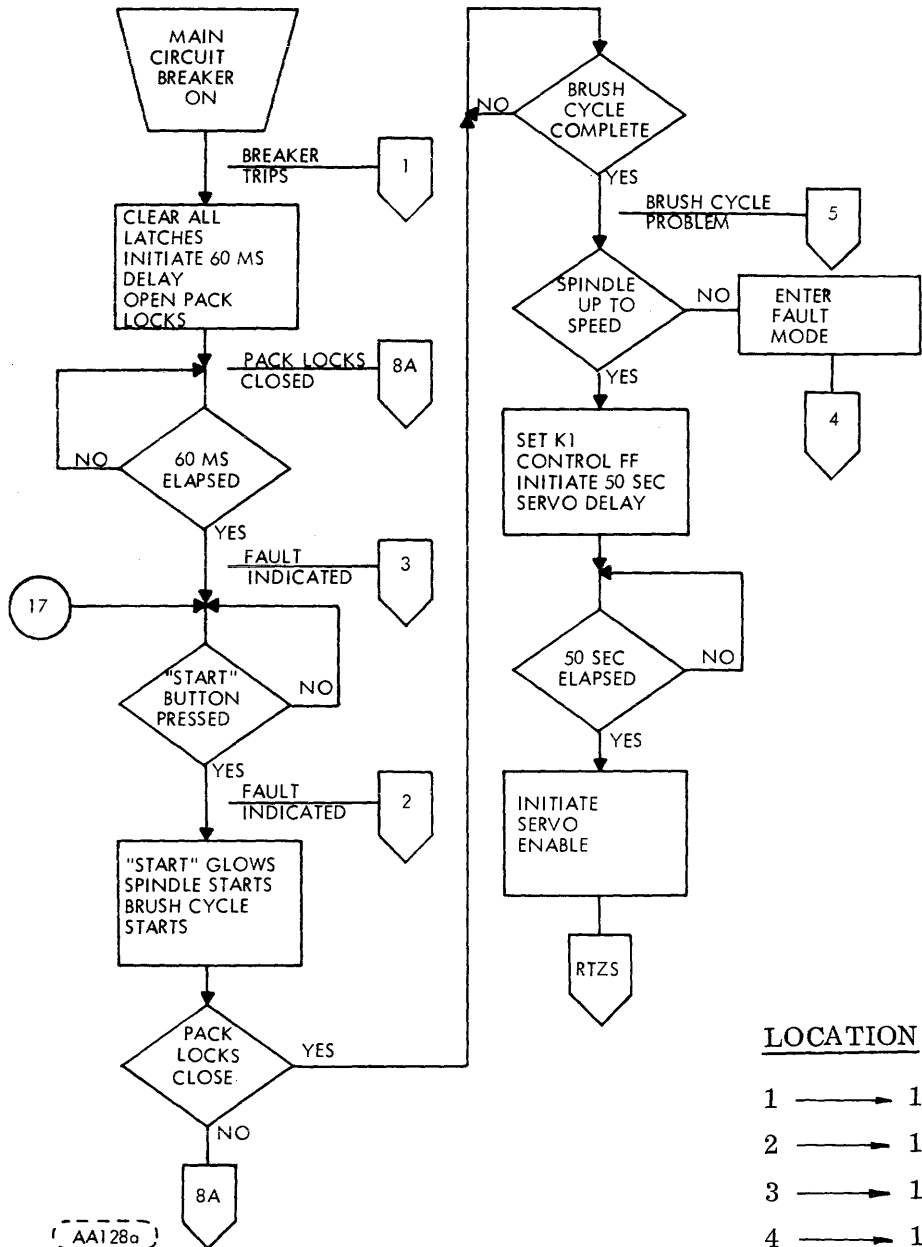 MAIN
CIRCUIT
BREAKER
ON
BREAKER
TRIPS
1
CLEAR ALL
LATCHES
INITIATE 60 MS
DELAY
OPEN PACK
LOCKS
PACK LOCKS
CLOSED
8A
60 MS
ELAPSED
NO
YES
FAULT
INDICATED
3
17
"START"
BUTTON
PRESSED
NO
YES
FAULT
INDICATED
2
"START" GLOWS
SPINDLE STARTS
BRUSH CYCLE
STARTS
PACK
LOCKS
CLOSE
YES
NO
8A
AA128a
BRUSH
CYCLE
COMPLETE
NO
YES
BRUSH CYCLE
PROBLEM
5
SPINDLE
UP TO
SPEED
NO
ENTER
FAULT
MODE
4
YES
SET K1
CONTROL FF
INITIATE 50 SEC
SERVO DELAY
50 SEC
ELAPSED
NO
YES
INITIATE
SERVO
ENABLE
RTZS
LOCATION
1 → 1
2 → 1
3 → 1
4 → 1